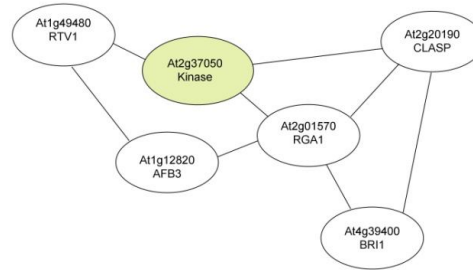 At1g49480
RTV1
At2g20190
CLASP
At2g37050
Kinase
At2g01570
RGA1
At1g12820
AFB3
At4g39400
BRI1